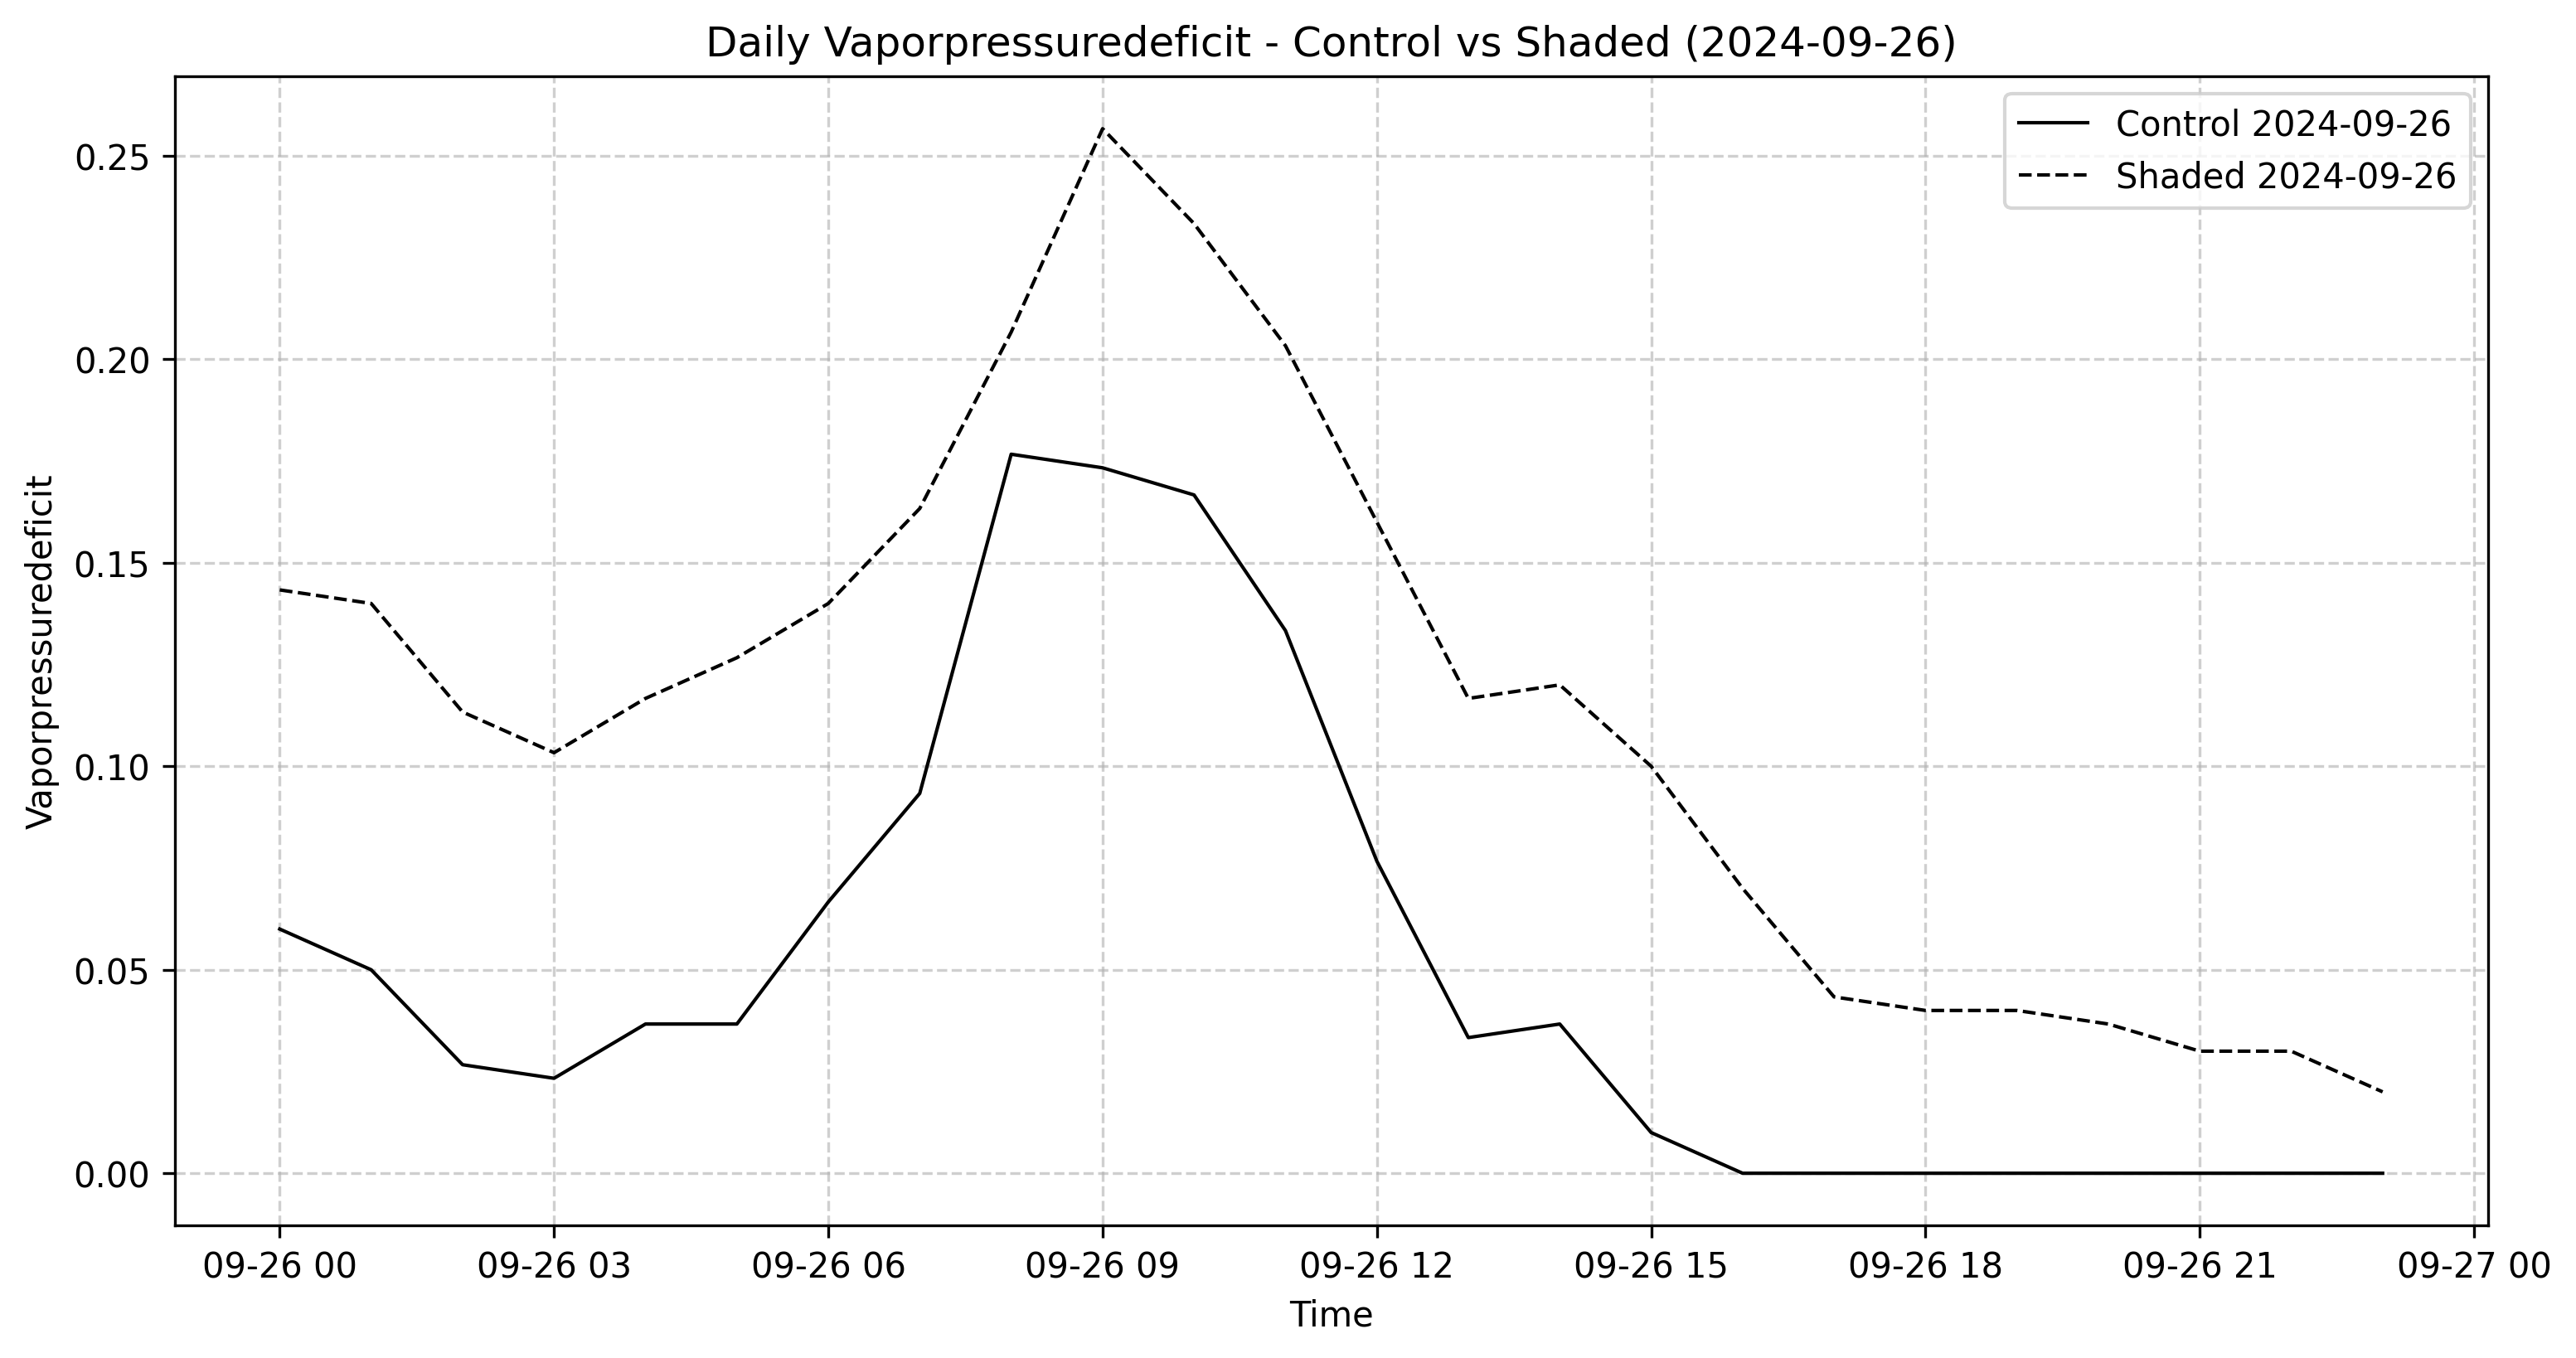 Daily Vaporpressuredeficit - Control vs Shaded (2024-09-26)
Control 2024-09-26
Shaded 2024-09-26
Vaporpressuredeficit
0.25
0.20
0.15
0.10
0.05
0.00
09-26 00 09-26 03 09-26 06 09-26 09 09-26 12 09-26 15 09-26 18 09-26 21 09-27 00
Time